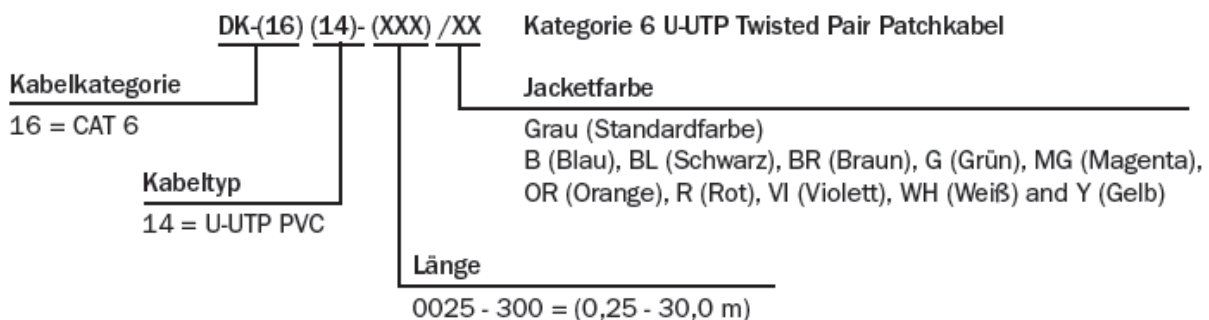 DK-(16) (14)- (XXX) /XX Kategorie 6 U-UTP Twisted Pair Patchkabel
Kabelkategorie
16 = CAT 6
Jacketfarbe
Grau (Standardfarbe)
B (Blau), BL (Schwarz), BR (Braun), G (Grün), MG (Magenta),
OR (Orange), R (Rot), VI (Violett), WH (Weiß) and Y (Gelb)
Kabeltyp
14 = U-UTP PVC
Länge
0025 - 300 = (0,25 - 30,0 m)